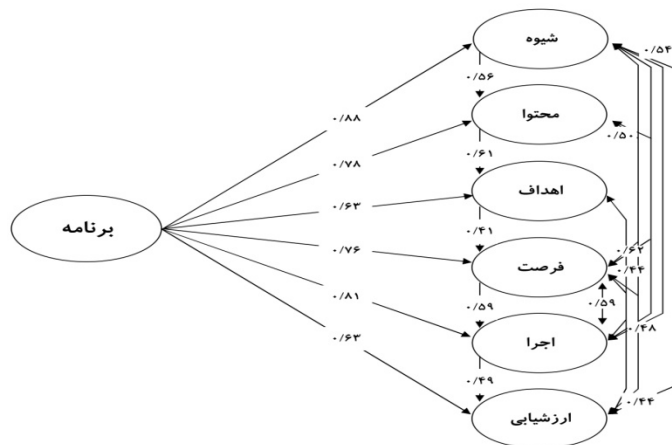 شیوه
۰/۵۴
۰/۵۶
۰/۸۸
محتوا
۰/۵۰
۰/۷۸
۰/۶۱
اهداف
۰/۶۳
۰/۴۱
برنامه
۰/۷۶
فرصت
۰/۶۲
۰/۴۴
۰/۸۱
۰/۵۹
۰/۵۹
اجرا
۰/۴۸
۰/۶۳
۰/۴۹
۰/۴۴
ارزشیابی